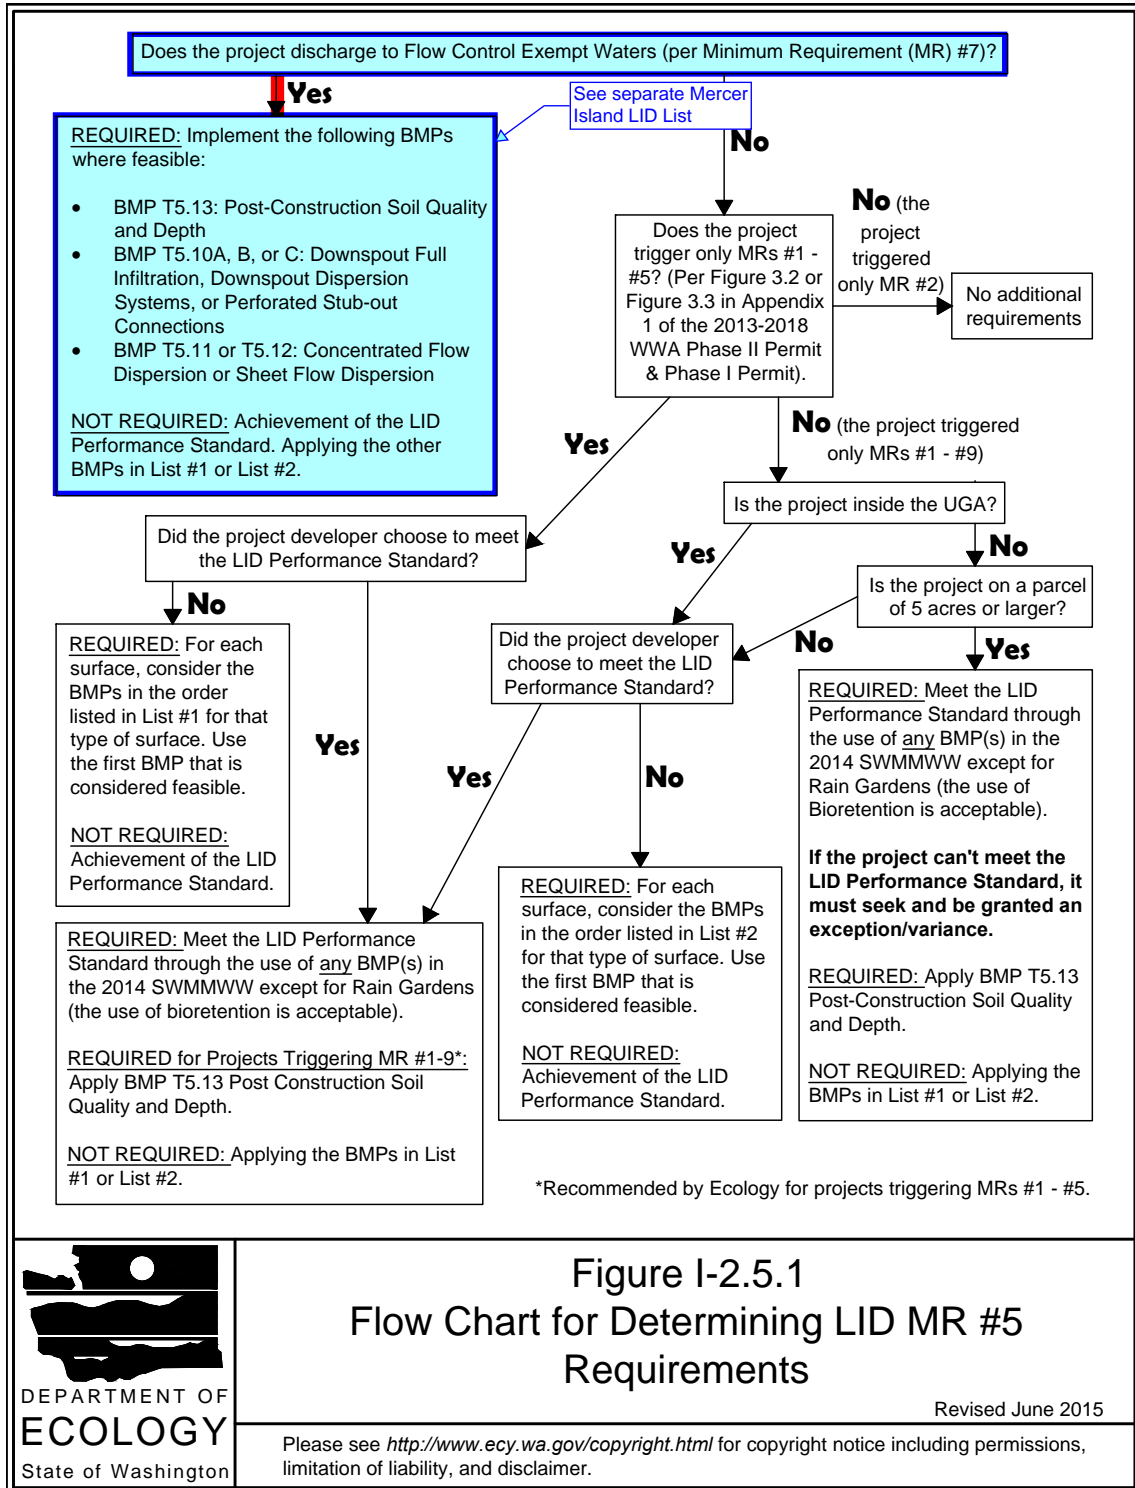 Does the project discharge to Flow Control Exempt Waters (per Minimum Requirement (MR) #7)?
Yes
See separate Mercer
Island LID List
No
REQUIRED: Implement the following BMPs
where feasible:
• BMP T5.13: Post-Construction Soil Quality
and Depth
• BMP T5.10A, B, or C: Downspout Full
Infiltration, Downspout Dispersion
Systems, or Perforated Stub-out
Connections
• BMP T5.11 or T5.12: Concentrated Flow
Dispersion or Sheet Flow Dispersion
NOT REQUIRED: Achievement of the LID
Performance Standard. Applying the other
BMPs in List #1 or List #2.
Does the project
trigger only MRs #1 -
#5? (Per Figure 3.2 or
Figure 3.3 in Appendix
1 of the 2013-2018
WWA Phase II Permit
& Phase I Permit).
No (the
project
triggered
only MR #2)
No additional
requirements
Yes
No (the project triggered
only MRs #1 - #9)
Is the project inside the UGA?
Did the project developer choose to meet
the LID Performance Standard?
Yes
No
Is the project on a parcel
of 5 acres or larger?
No
REQUIRED: For each
surface, consider the
BMPs in the order
listed in List #1 for that
type of surface. Use
the first BMP that is
considered feasible.
NOT REQUIRED:
Achievement of the LID
Performance Standard.
Yes
Did the project developer
choose to meet the LID
Performance Standard?
No
Yes
Yes
No
REQUIRED: Meet the LID
Performance Standard through
the use of any BMP(s) in the
2014 SWMMWW except for
Rain Gardens (the use of
Bioretention is acceptable).
If the project can't meet the
LID Performance Standard, it
must seek and be granted an
exception/variance.
REQUIRED: Apply BMP T5.13
Post-Construction Soil Quality
and Depth.
NOT REQUIRED: Applying the
BMPs in List #1 or List #2.
REQUIRED: For each
surface, consider the BMPs
in the order listed in List #2
for that type of surface. Use
the first BMP that is
considered feasible.
NOT REQUIRED:
Achievement of the LID
Performance Standard.
REQUIRED: Meet the LID Performance
Standard through the use of any BMP(s) in
the 2014 SWMMWW except for Rain Gardens
(the use of bioretention is acceptable).
REQUIRED for Projects Triggering MR #1-9*:
Apply BMP T5.13 Post Construction Soil
Quality and Depth.
NOT REQUIRED: Applying the BMPs in List
#1 or List #2.
*Recommended by Ecology for projects triggering MRs #1 - #5.
DEPARTMENT OF
ECOLOGY
State of Washington
Figure I-2.5.1
Flow Chart for Determining LID MR #5
Requirements
Revised June 2015
Please see http://www.ecy.wa.gov/copyright.html for copyright notice including permissions,
limitation of liability, and disclaimer.